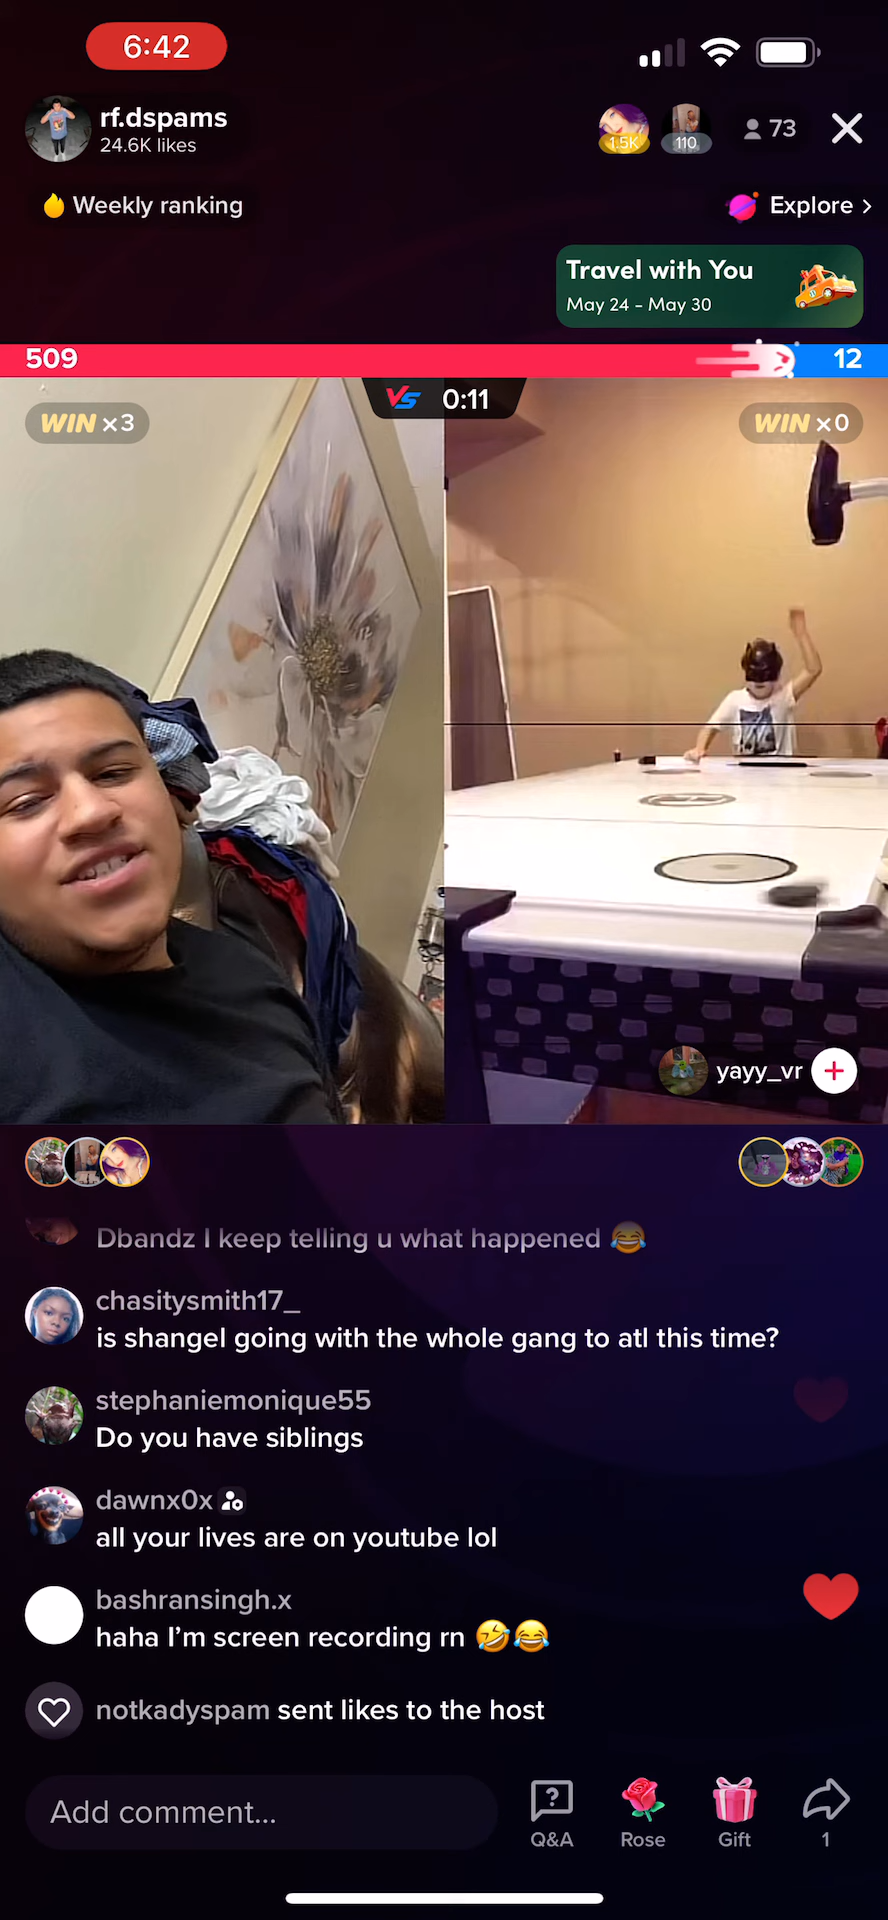 6:42
rf.dspams
24.6K likes
1.5K
110
73
Weekly ranking
Explore >
Travel with You
May 24 - May 30
509
12
VS 0:11
WIN x3
WIN x0
yayy_vr
Dbandz I keep telling u what happened 😂
chasitysmith17_
is shangel going with the whole gang to atl this time?
stephaniemonique55
Do you have siblings
dawnx0x
all your lives are on youtube lol
bashransingh.x
haha I'm screen recording rn 🤣😂
notkadyspam sent likes to the host
Add comment...
Q&A
Rose
Gift
1